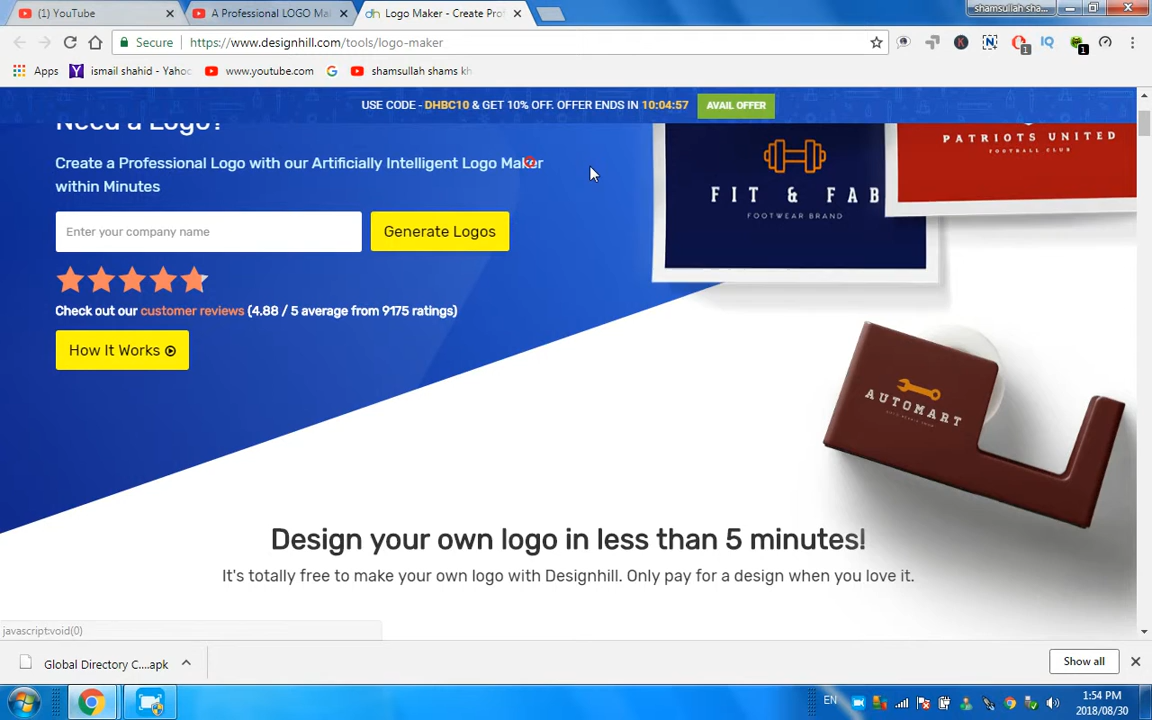 (1) YouTube
A Professional LOGO Ma
Logo Maker - Create Pro
shamsullah sha...
Secure
https://www.designhill.com/tools/logo-maker
1
1
Apps
ismail shahid - Yahoo
www.youtube.com
shamsullah shams kh
USE CODE - DHBC10 & GET 10% OFF. OFFER ENDS IN 10:04:57
AVAIL OFFER
Need a Logo?
Create a Professional Logo with our Artificially Intelligent Logo Maker
within Minutes
Enter your company name
Generate Logos
Check out our customer reviews (4.88 / 5 average from 9175 ratings)
How It Works
FIT & FAB
FOOTWEAR BRAND
PATRIOTS UNITED
FOOTBALL CLUB
AUTOMART
Design your own logo in less than 5 minutes!
It's totally free to make your own logo with Designhill. Only pay for a design when you love it.
javascript:void(0)
Global Directory C....apk
Show all
EN
1:54 PM
2018/08/30